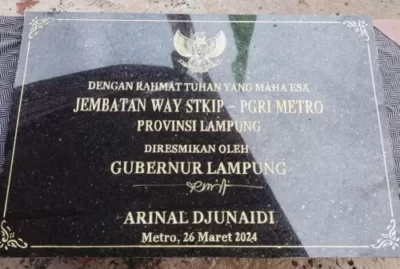 DENGAN RAHMAT TUHAN YANG MAHA ESA
JEMBATAN WAY STKIP - PGRI METRO
PROVINSI LAMPUNG
DIRESMIKAN OLEH :
GUBERNUR LAMPUNG
ARINAL DJUNAIDI
Metro, 26 Maret 2024